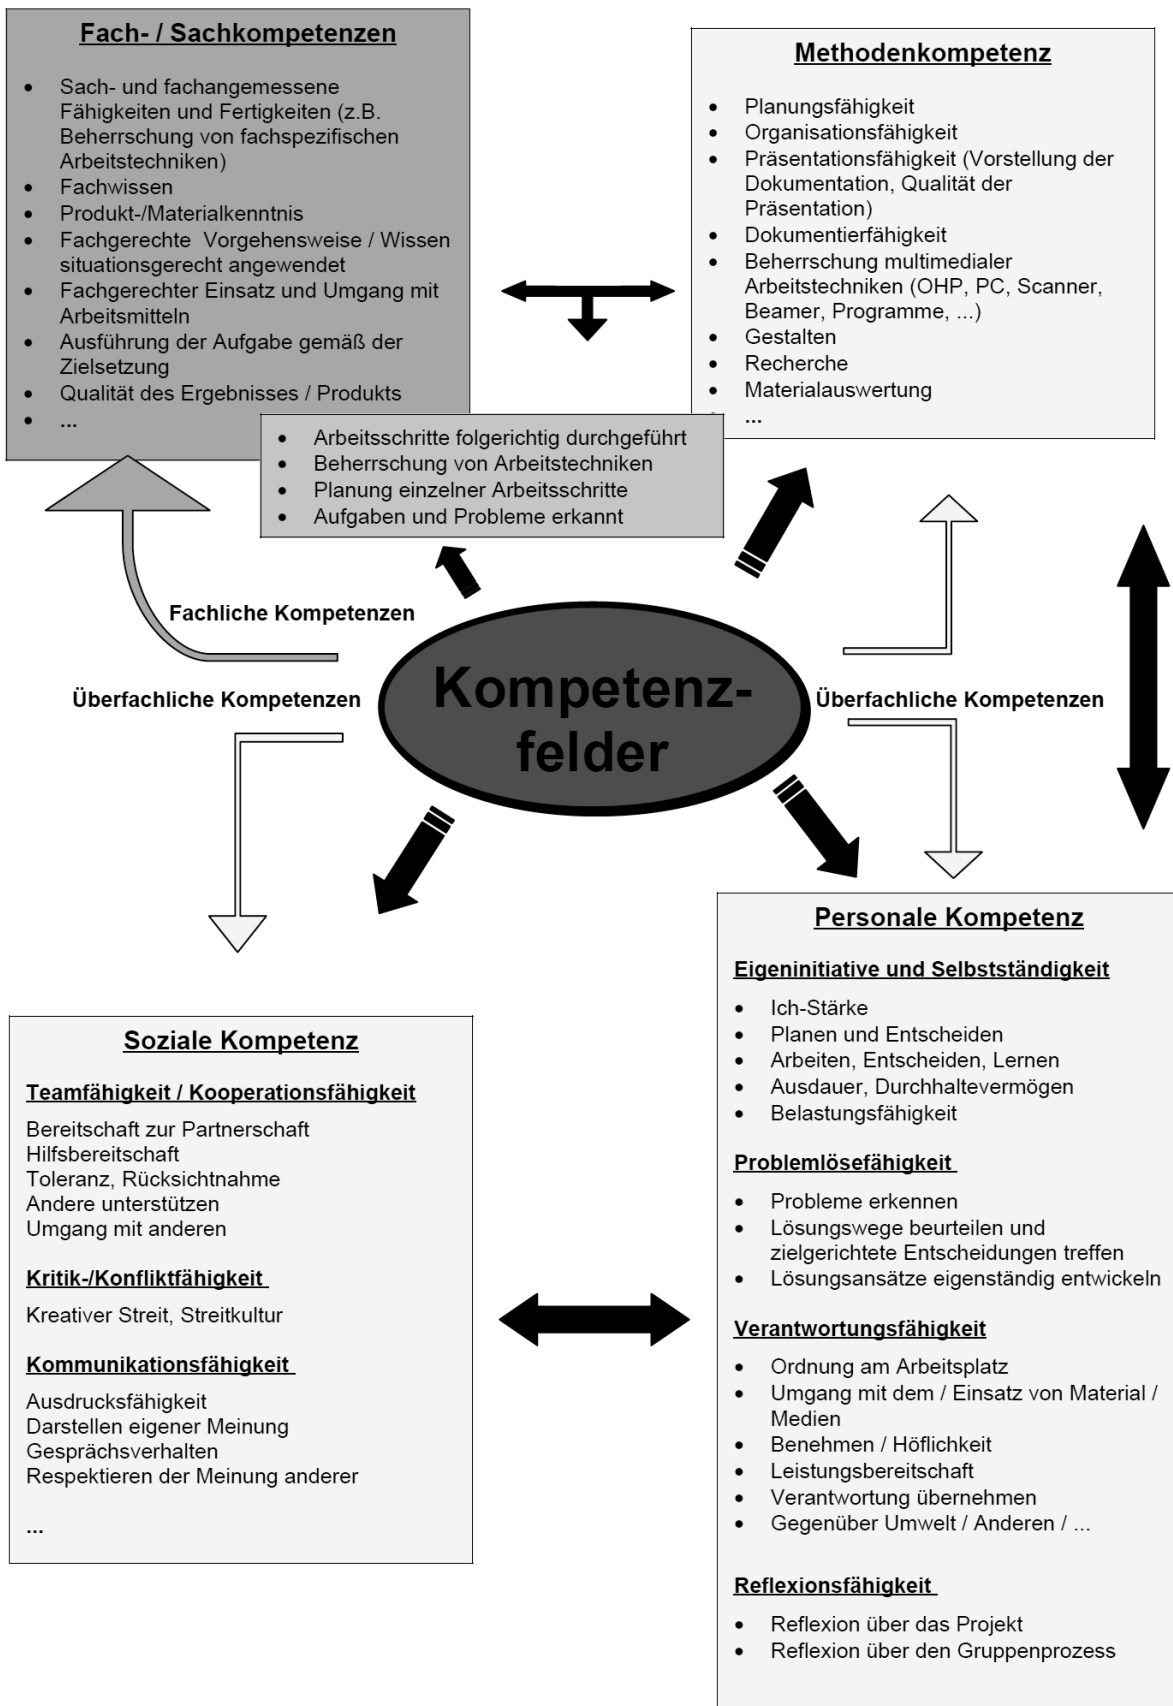 Fach- / Sachkompetenzen
• Sach- und fachangemessene
Fähigkeiten und Fertigkeiten (z.B.
Beherrschung von fachspezifischen
Arbeitstechniken)
• Fachwissen
• Produkt-/Materialkenntnis
• Fachgerechte Vorgehensweise / Wissen
situationsgerecht angewendet
• Fachgerechter Einsatz und Umgang mit
Arbeitsmitteln
• Ausführung der Aufgabe gemäß der
Zielsetzung
• Qualität des Ergebnisses / Produkts
• ...
Methodenkompetenz
• Planungsfähigkeit
• Organisationsfähigkeit
• Präsentationsfähigkeit (Vorstellung der
Dokumentation, Qualität der
Präsentation)
• Dokumentierfähigkeit
• Beherrschung multimedialer
Arbeitstechniken (OHP, PC, Scanner,
Beamer, Programme, ...)
• Gestalten
• Recherche
• Materialauswertung
• ...
• Arbeitsschritte folgerichtig durchgeführt
• Beherrschung von Arbeitstechniken
• Planung einzelner Arbeitsschritte
• Aufgaben und Probleme erkannt
Fachliche Kompetenzen
Überfachliche Kompetenzen
Kompetenz-
felder
Überfachliche Kompetenzen
Soziale Kompetenz
Teamfähigkeit / Kooperationsfähigkeit
Bereitschaft zur Partnerschaft
Hilfsbereitschaft
Toleranz, Rücksichtnahme
Andere unterstützen
Umgang mit anderen
Kritik-/Konfliktfähigkeit
Kreativer Streit, Streitkultur
Kommunikationsfähigkeit
Ausdrucksfähigkeit
Darstellen eigener Meinung
Gesprächsverhalten
Respektieren der Meinung anderer
...
Personale Kompetenz
Eigeninitiative und Selbstständigkeit
• Ich-Stärke
• Planen und Entscheiden
• Arbeiten, Entscheiden, Lernen
• Ausdauer, Durchhaltevermögen
• Belastungsfähigkeit
Problemlösefähigkeit
• Probleme erkennen
• Lösungswege beurteilen und
zielgerichtete Entscheidungen treffen
• Lösungsansätze eigenständig entwickeln
Verantwortungsfähigkeit
• Ordnung am Arbeitsplatz
• Umgang mit dem / Einsatz von Material /
Medien
• Benehmen / Höflichkeit
• Leistungsbereitschaft
• Verantwortung übernehmen
• Gegenüber Umwelt / Anderen / ...
Reflexionsfähigkeit
• Reflexion über das Projekt
• Reflexion über den Gruppenprozess